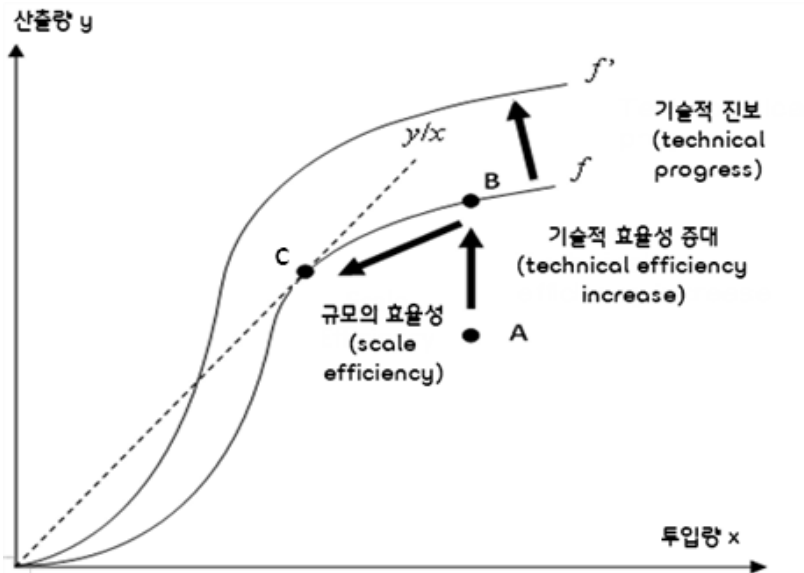 산출량 y
f'
기술적 진보
(technical
progress)
y/x
f
B
기술적 효율성 증대
(technical efficiency
increase)
C
규모의 효율성
(scale
efficiency)
A
투입량 x